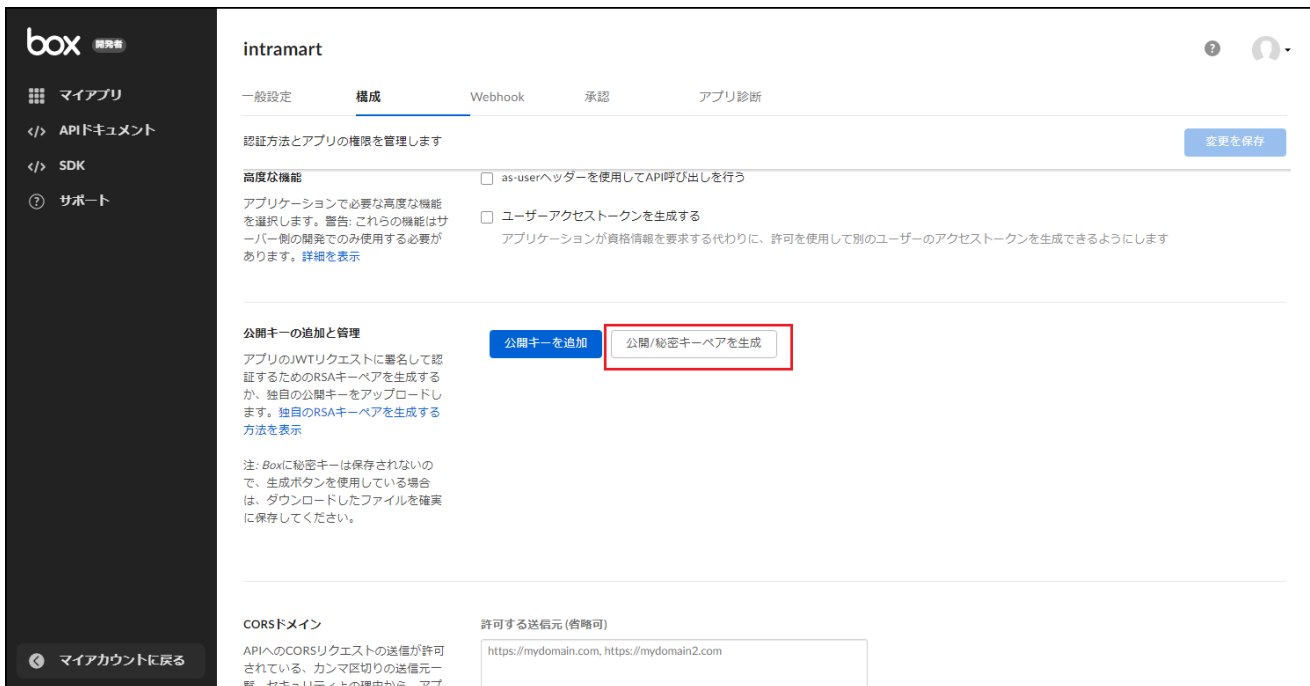 box 開発者
マイアプリ
APIドキュメント
SDK
サポート
マイアカウントに戻る
intramart
一般設定
構成
Webhook
承認
アプリ診断
認証方法とアプリの権限を管理します
変更を保存
高度な機能
アプリケーションで必要な高度な機能
を選択します。警告: これらの機能はサ
ーバー側の開発でのみ使用する必要が
あります。詳細を表示
as-userヘッダーを使用してAPI呼び出しを行う
ユーザーアクセストークンを生成する
アプリケーションが資格情報を要求する代わりに、許可を使用して別のユーザーのアクセストークンを生成できるようにします
公開キーの追加と管理
アプリのJWTリクエストに署名して認
証するためのRSAキーペアを生成する
か、独自の公開キーをアップロードし
ます。独自のRSAキーペアを生成する
方法を表示
注: Boxに秘密キーは保存されないの
で、生成ボタンを使用している場合
は、ダウンロードしたファイルを確実
に保存してください。
公開キーを追加
公開/秘密キーペアを生成
CORSドメイン
APIへのCORSリクエストの送信が許可
されている、カンマ区切りの送信元一
覧。セキュリティ上の理由から、アプ
許可する送信元 (省略可)
https://mydomain.com, https://mydomain2.com